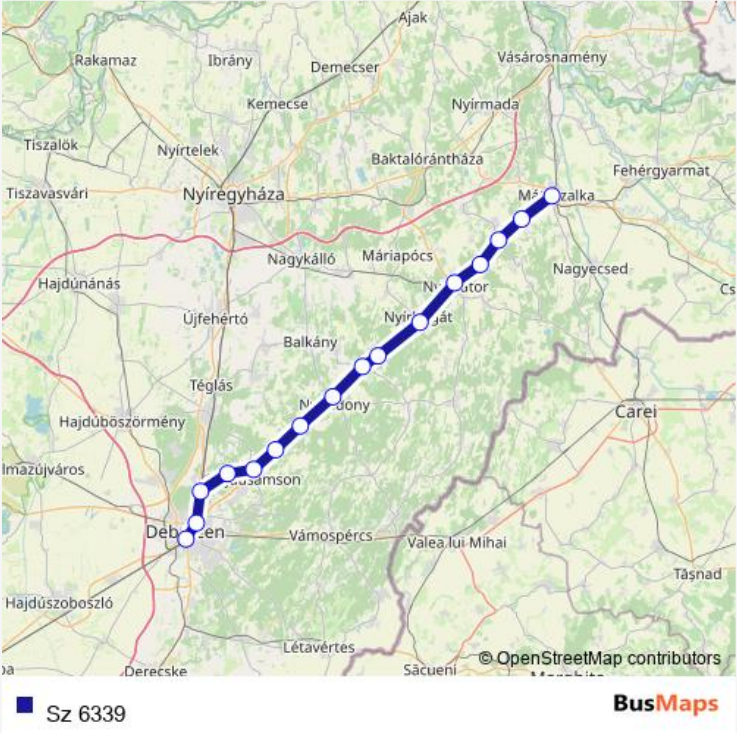 Ajak
Rakamaz
Ibrány
Demecser
Vásárosnamény
Kemecse
Nyírmada
Tiszalök
Nyírtelek
Baktalórántháza
Fehérgyarmat
Tiszavasvári
Nyíregyháza
Nagykálló
Máriapócs
Nagyecsed
Hajdúnánás
Újfehértó
Balkány
Téglás
Carei
Hajdúböszörmény
lmazújváros
Vámospércs
Valea lui Mihai
Tășnad
Hajdúszoboszló
Létavértes
© OpenStreetMap contributors
Derecske
Săcueni
Sz 6339
BusMaps